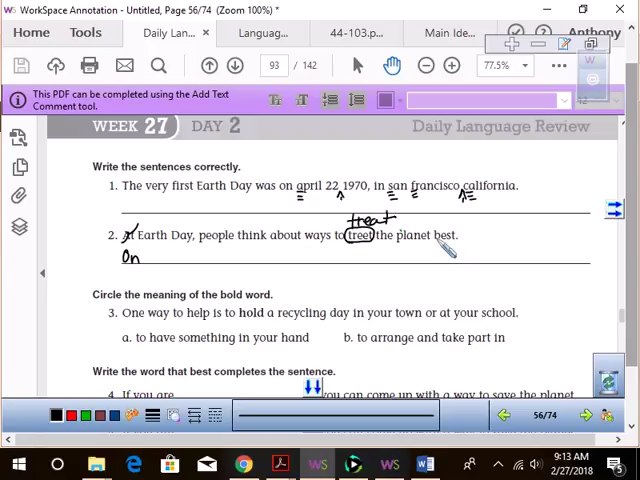 WorkSpace Annotation - Untitled, Page 56/74 (Zoom 100%) *
Home Tools Daily Lan... × Languag... 44-103.p... Main Idea... Anthony
93 / 142 77.5%
This PDF can be completed using the Add Text
Comment tool.
WEEK 27 DAY 2 Daily Language Review
Write the sentences correctly.
1. The very first Earth Day was on april 22 1970, in san francisco california.
treat
2. At Earth Day, people think about ways to treet the planet best.
On
Circle the meaning of the bold word.
3. One way to help is to hold a recycling day in your town or at your school.
a. to have something in your hand b. to arrange and take part in
Write the word that best completes the sentence.
4. If you are you can come up with a way to save the planet
56/74
9:13 AM
2/27/2018
5